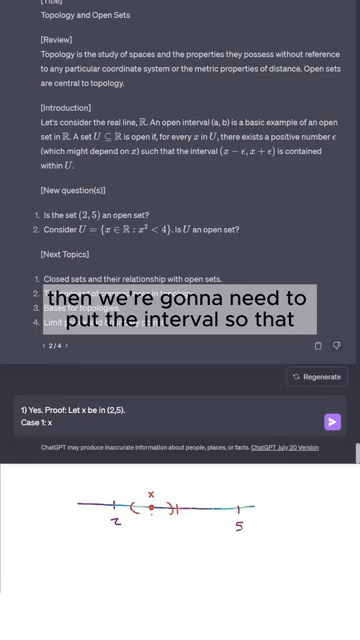 [Title]
Topology and Open Sets
[Review]
Topology is the study of spaces and the properties they possess without reference
to any particular coordinate system or the metric properties of distance. Open sets
are central to topology.
[Introduction]
Let's consider the real line, ℝ. An open interval (a, b) is a basic example of an open
set in ℝ. A set U ⊆ ℝ is open if, for every x in U, there exists a positive number ϵ
(which might depend on x) such that the interval (x − ϵ, x + ϵ) is contained
within U.
[New question(s)]
1. Is the set (2, 5) an open set?
2. Consider U = {x ∈ ℝ : x² < 4}. Is U an open set?
[Next Topics]
1. Closed sets and their relationship with open sets.
2.
then we're gonna need to
3. Bases for topologies.
put the interval so that
4. Limit
< 2/4 >
Regenerate
1) Yes. Proof: Let x be in (2,5).
Case 1: x
ChatGPT may produce inaccurate information about people, places, or facts. ChatGPT July 20 Version
x
2
5